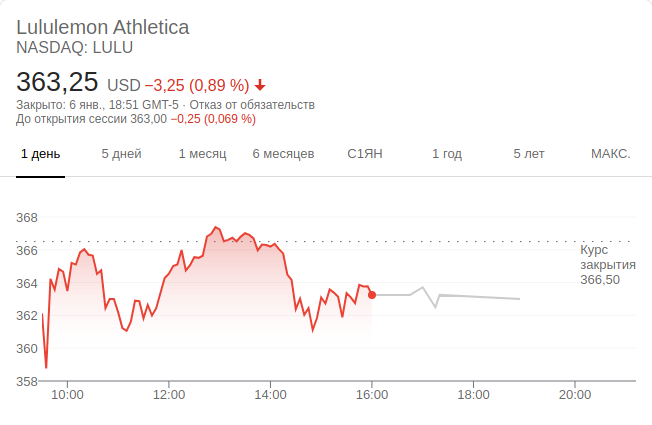 Lululemon Athletica
NASDAQ: LULU
363,25 USD −3,25 (0,89 %)
Закрыто: 6 янв., 18:51 GMT-5 · Отказ от обязательств
До открытия сессии 363,00 −0,25 (0,069 %)
1 день 5 дней 1 месяц 6 месяцев С1ЯН 1 год 5 лет МАКС.
368
366
364
362
360
358
Курс
закрытия
366,50
10:00 12:00 14:00 16:00 18:00 20:00